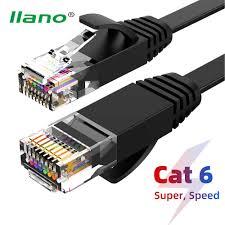 llano®
Cat 6
Super, Speed